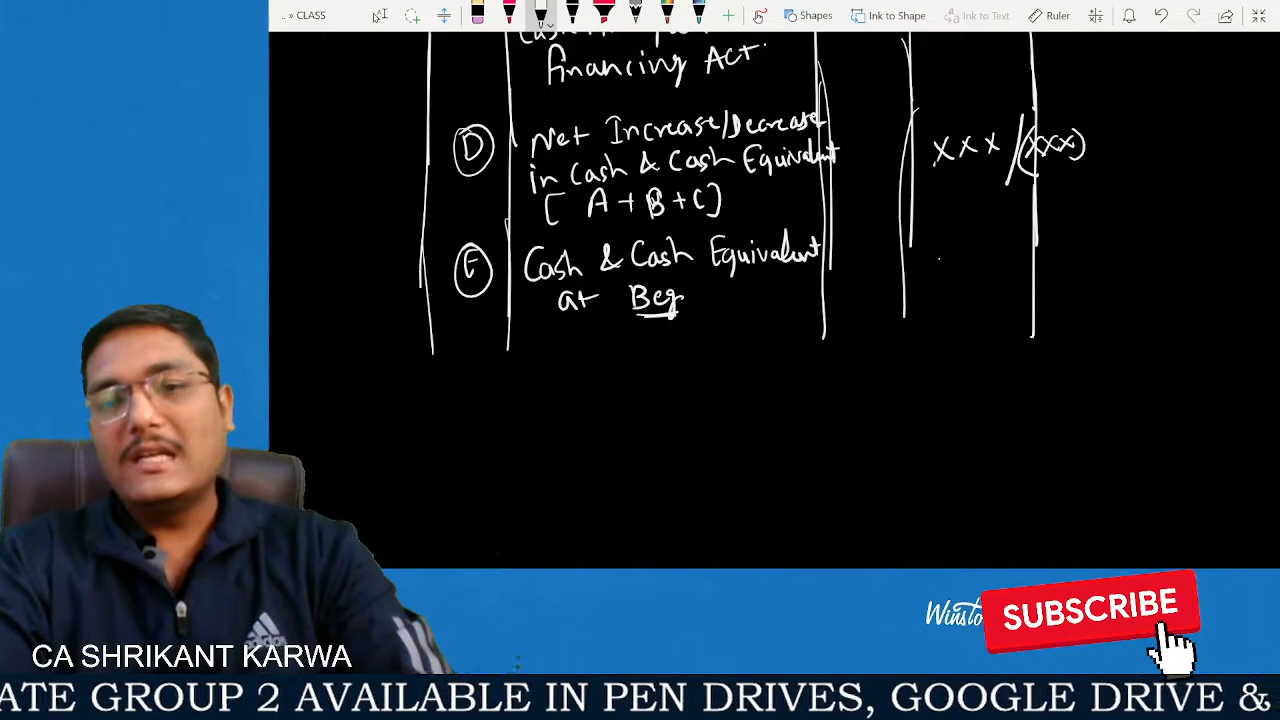 .. » CLASS
Shapes
Ink to Shape
Ink to Text
Ruler
Financing Act.
D Net Increase/Decrease xxx /(xxx)
in Cash & Cash Equivalent
[ A + B + C ]
E Cash & Cash Equivalent
at Beg
Winsto
SUBSCRIBE
CA SHRIKANT KARWA
ATE GROUP 2 AVAILABLE IN PEN DRIVES, GOOGLE DRIVE &